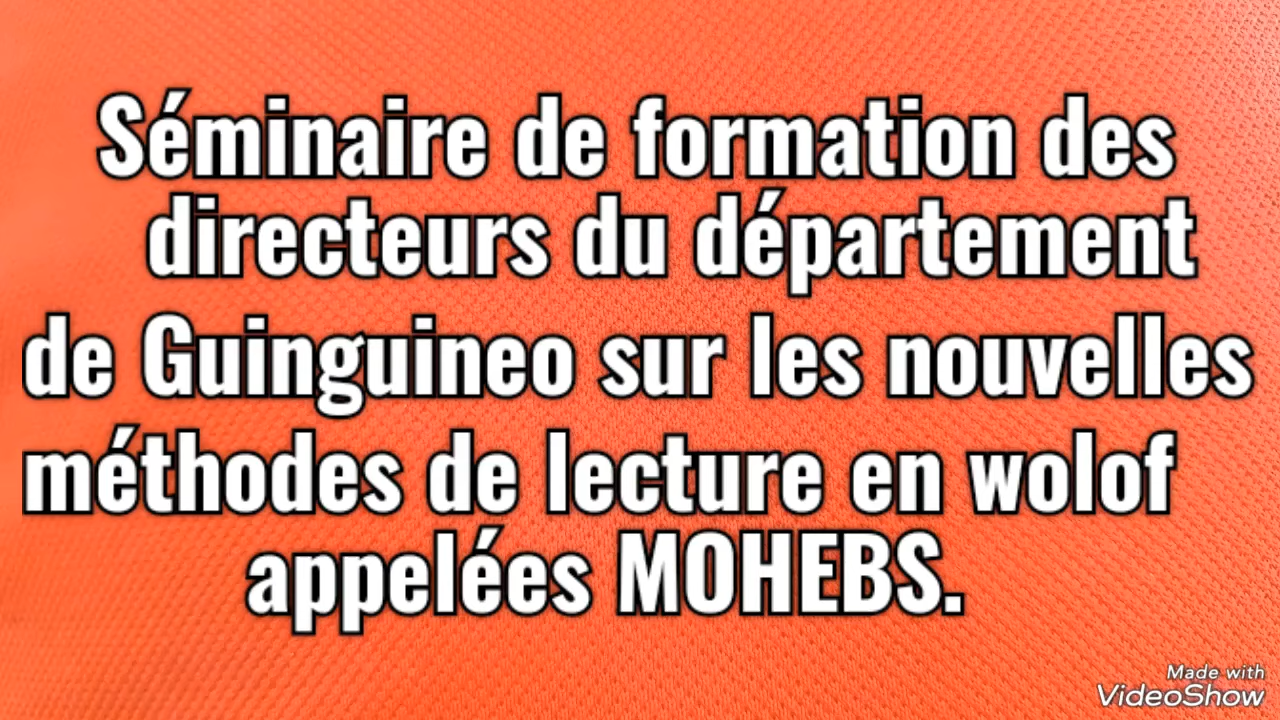 Séminaire de formation des
directeurs du département
de Guinguineo sur les nouvelles
méthodes de lecture en wolof
appelées MOHEBS.
Made with
VideoShow